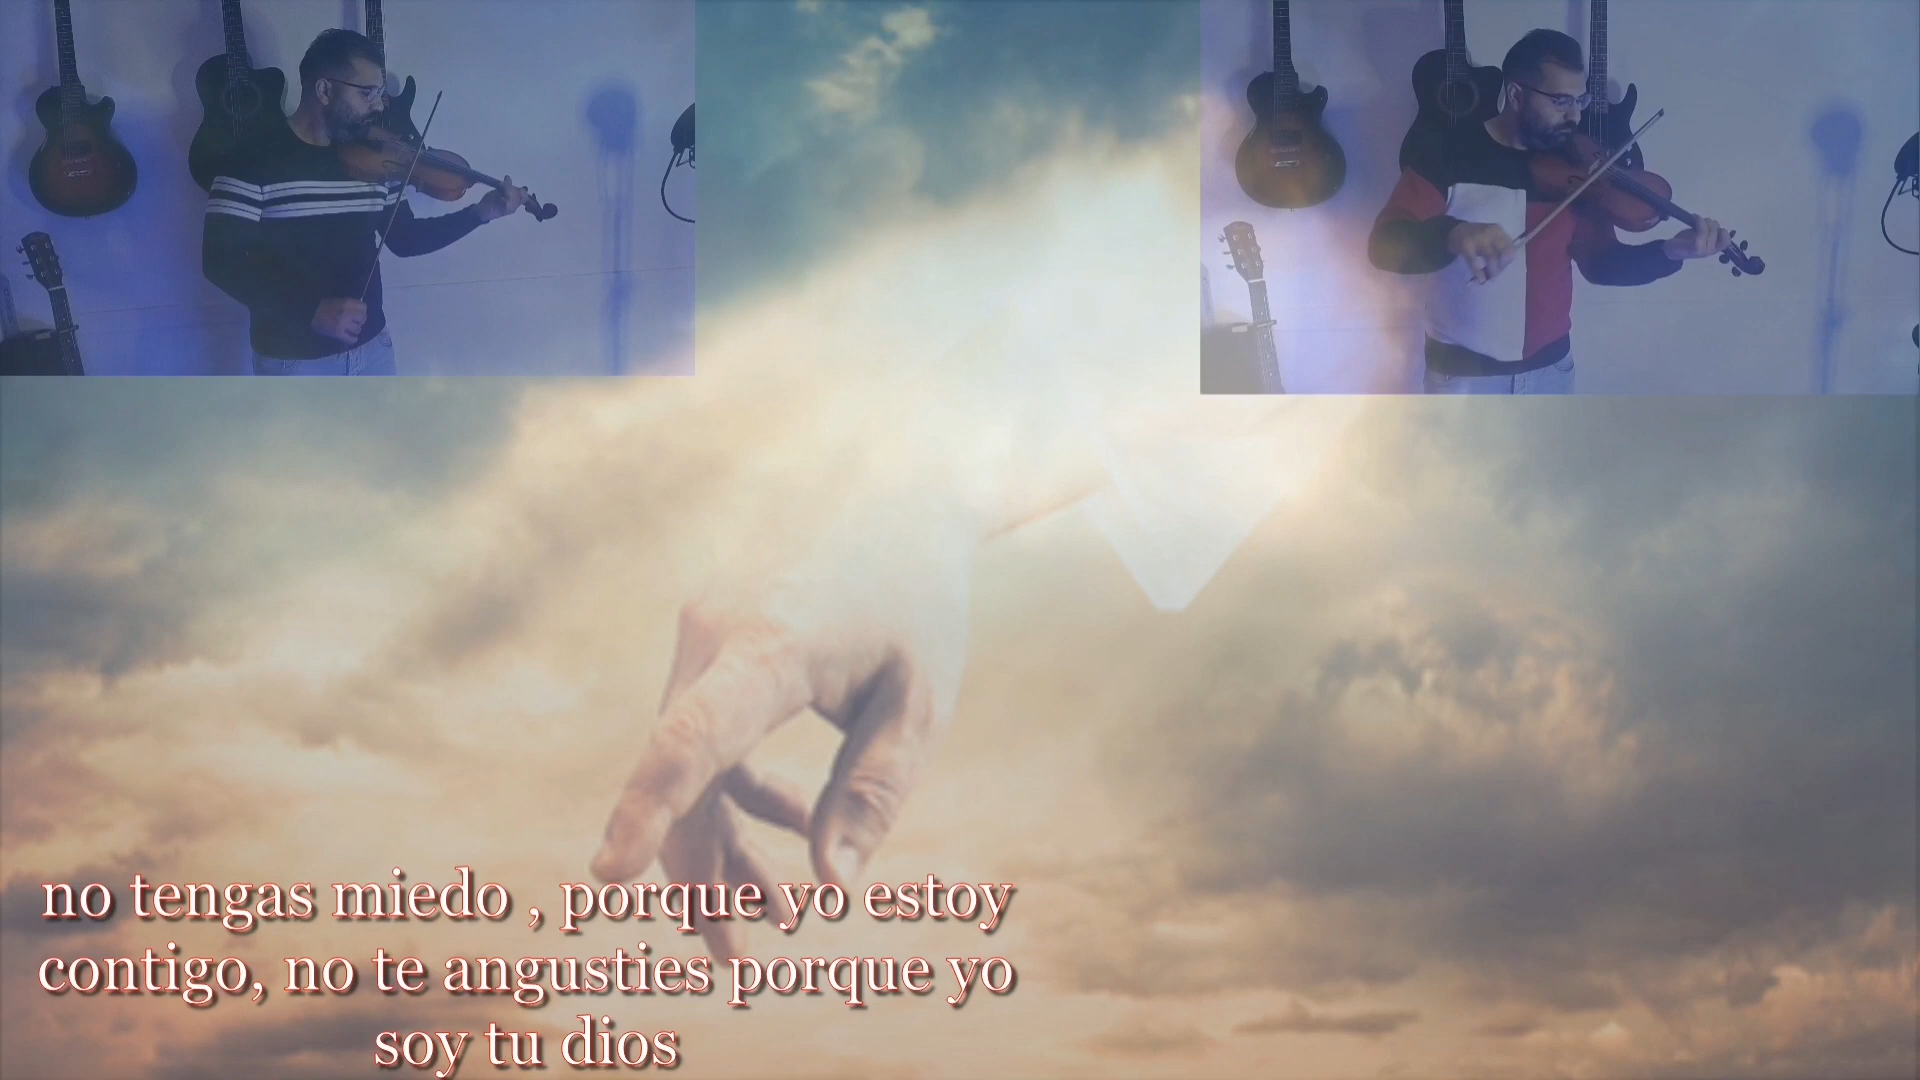 no tengas miedo , porque yo estoy
contigo, no te angusties porque yo
soy tu dios